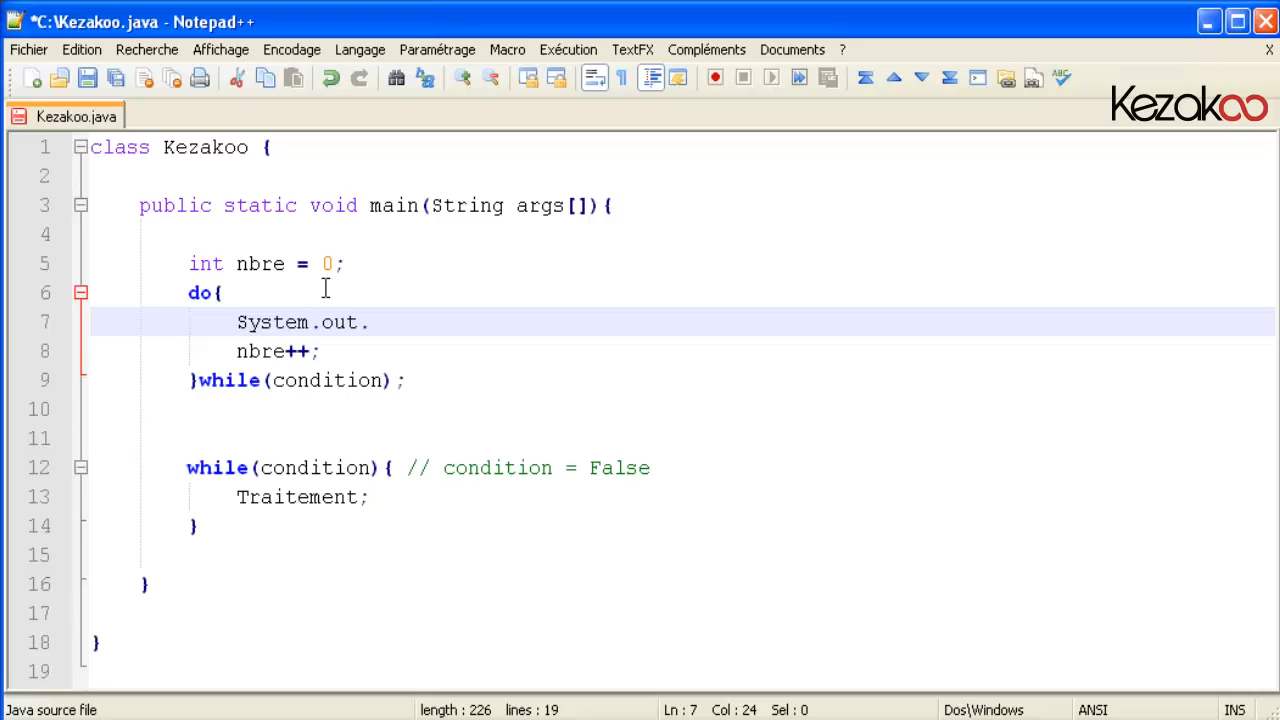 *C:\Kezakoo.java - Notepad++
Fichier Edition Recherche Affichage Encodage Langage Paramétrage Macro Exécution TextFX Compléments Documents ? X
Kezakoo
Kezakoo.java
1 class Kezakoo {
2
3 public static void main(String args[]){
4
5 int nbre = 0;
6 do{
7 System.out.
8 nbre++;
9 }while(condition);
10
11
12 while(condition){ // condition = False
13 Traitement;
14 }
15
16 }
17
18 }
19
Java source file length : 226 lines : 19 Ln : 7 Col : 24 Sel : 0 Dos\Windows ANSI INS